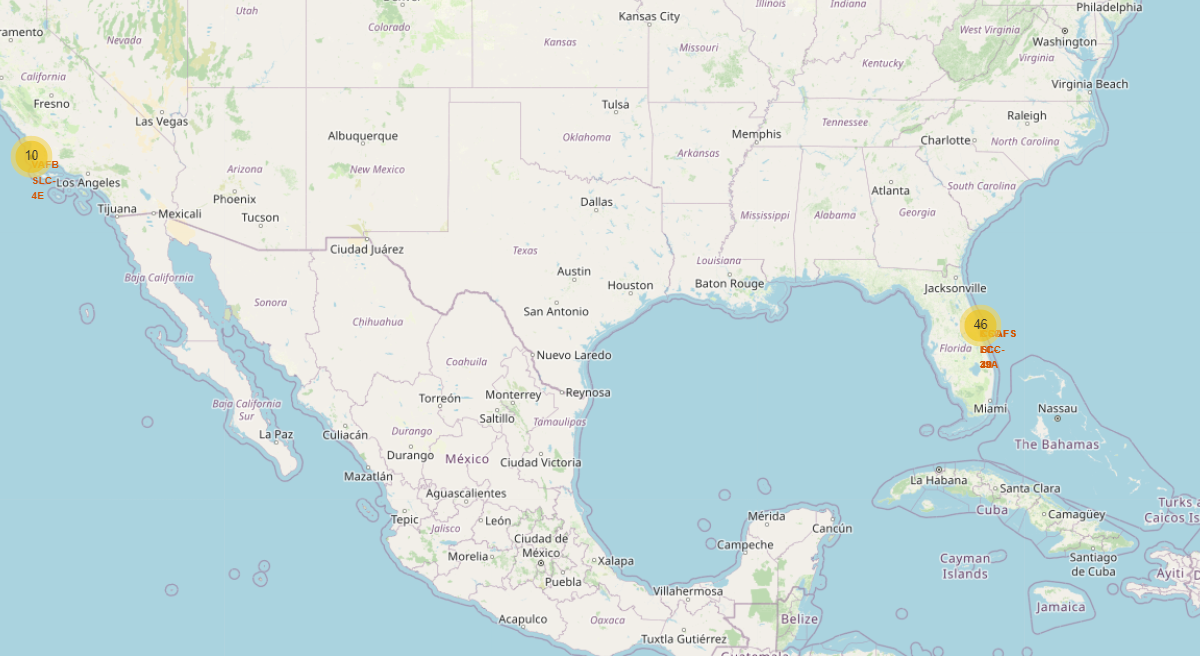 Philadelphia
Illinois
Indiana
Utah
Kansas City
West Virginia
Washington
Colorado
Nevada
Kansas
Missouri
Virginia
Kentucky
California
Virginia Beach
Fresno
Tulsa
Las Vegas
Raleigh
Tennessee
Albuquerque
Oklahoma
Memphis
Charlotte
North Carolina
10
Arkansas
Arizona
New Mexico
SLC-
4E
Los Angeles
Atlanta
South Carolina
Phoenix
Dallas
Tijuana
Mexicali
Tucson
Mississippi
Alabama
Georgia
Ciudad Juárez
Texas
Louisiana
Austin
Baja California
Houston
Baton Rouge
Jacksonville
Sonora
San Antonio
Chihuahua
46
Florida
Nuevo Laredo
Coahuila
Reynosa
Torreón
Monterrey
Baja California
Sur
Saltillo
Tamaulipas
Miami
Nassau
La Paz
Culiacán
Durango
The Bahamas
Durango
México
Ciudad Victoria
Mazatlán
La Habana
Santa Clara
Aguascalientes
Cuba
Camagüey
Turks a
Caicos Is
Tepic
León
Jalisco
Mérida
Cancún
Ciudad de
México
Campeche
Morelia
Xalapa
Cayman
Islands
Santiago
de Cuba
Ayiti
Puebla
Villahermosa
Jamaica
Acapulco
Oaxaca
Belize
Tuxtla Gutiérrez